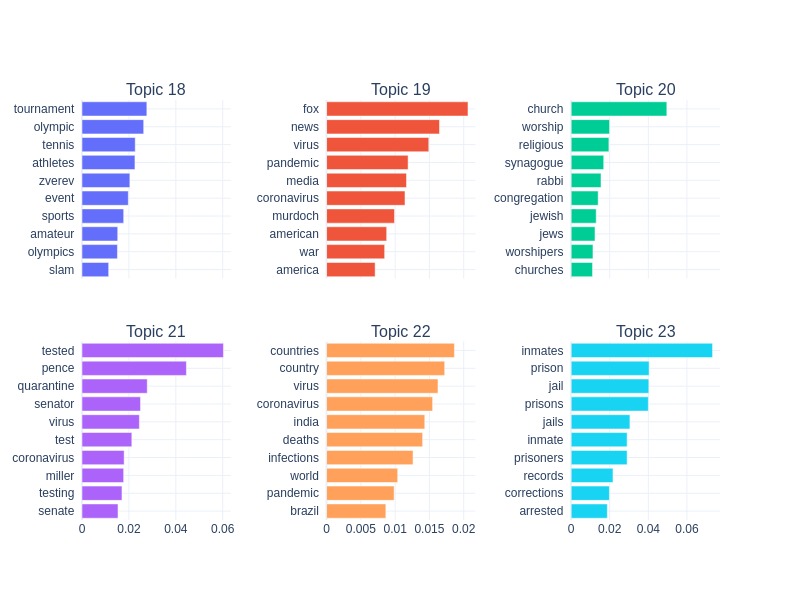 Topic 18
tournament
olympic
tennis
athletes
zverev
event
sports
amateur
olympics
slam
Topic 19
fox
news
virus
pandemic
media
coronavirus
murdoch
american
war
america
Topic 20
church
worship
religious
synagogue
rabbi
congregation
jewish
jews
worshipers
churches
Topic 21
tested
pence
quarantine
senator
virus
test
coronavirus
miller
testing
senate
0 0.02 0.04 0.06
Topic 22
countries
country
virus
coronavirus
india
deaths
infections
world
pandemic
brazil
0 0.005 0.01 0.015 0.02
Topic 23
inmates
prison
jail
prisons
jails
inmate
prisoners
records
corrections
arrested
0 0.02 0.04 0.06